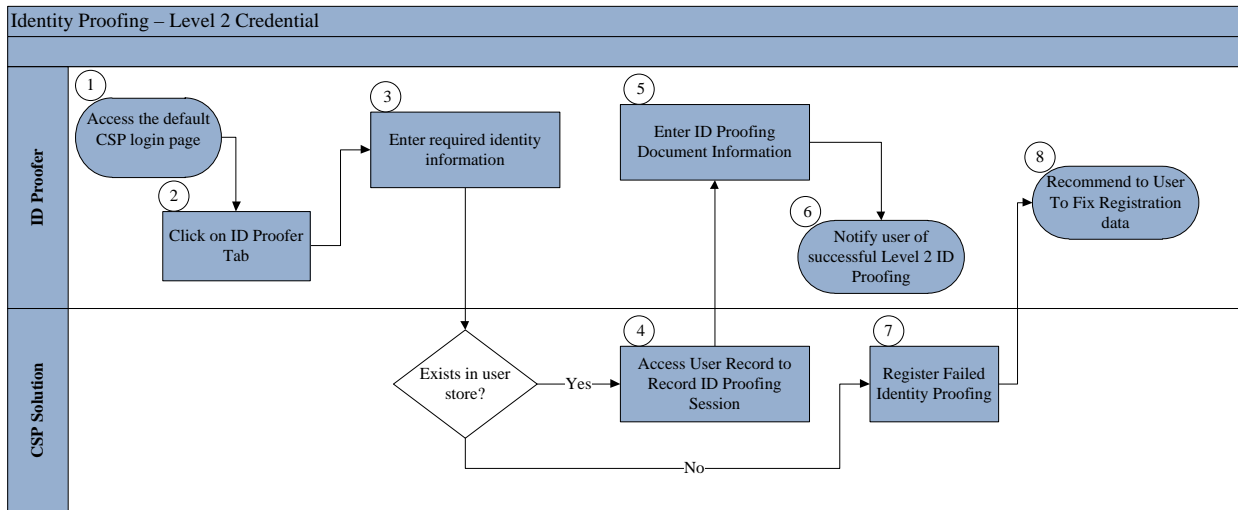 Identity Proofing – Level 2 Credential
ID Proofer
1
Access the default
CSP login page
2
Click on ID Proofer
Tab
3
Enter required identity
information
5
Enter ID Proofing
Document Information
6
Notify user of
successful Level 2 ID
Proofing
8
Recommend to User
To Fix Registration
data
CSP Solution
Exists in user
store?
Yes
No
4
Access User Record to
Record ID Proofing
Session
7
Register Failed
Identity Proofing